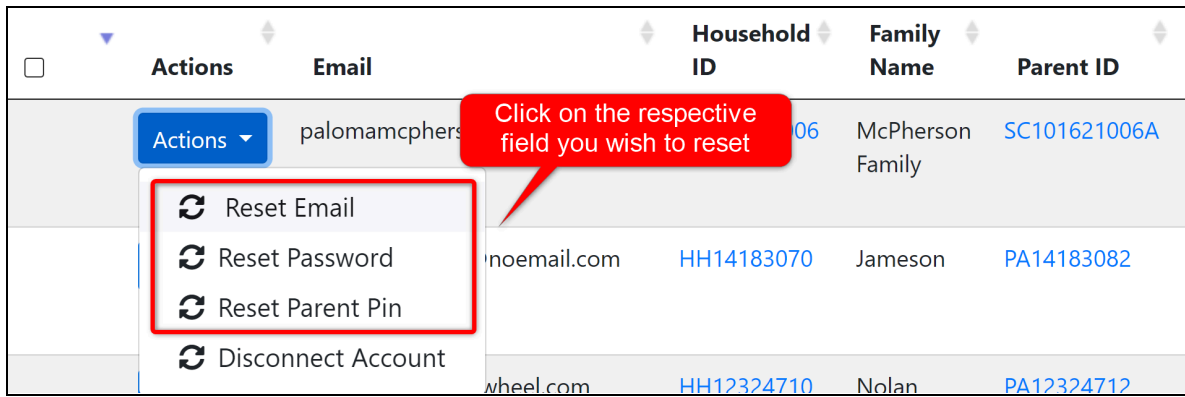 Household
Family
Actions
Email
ID
Name
Parent ID
Click on the respective
field you wish to reset
Actions
McPherson
SC101621006A
Family
Reset Email
Reset Password
noemail.com
HH14183070
Jameson
PA14183082
Reset Parent Pin
Disconnect Account
wheel.com
HH12324710
Nolan
PA12324712